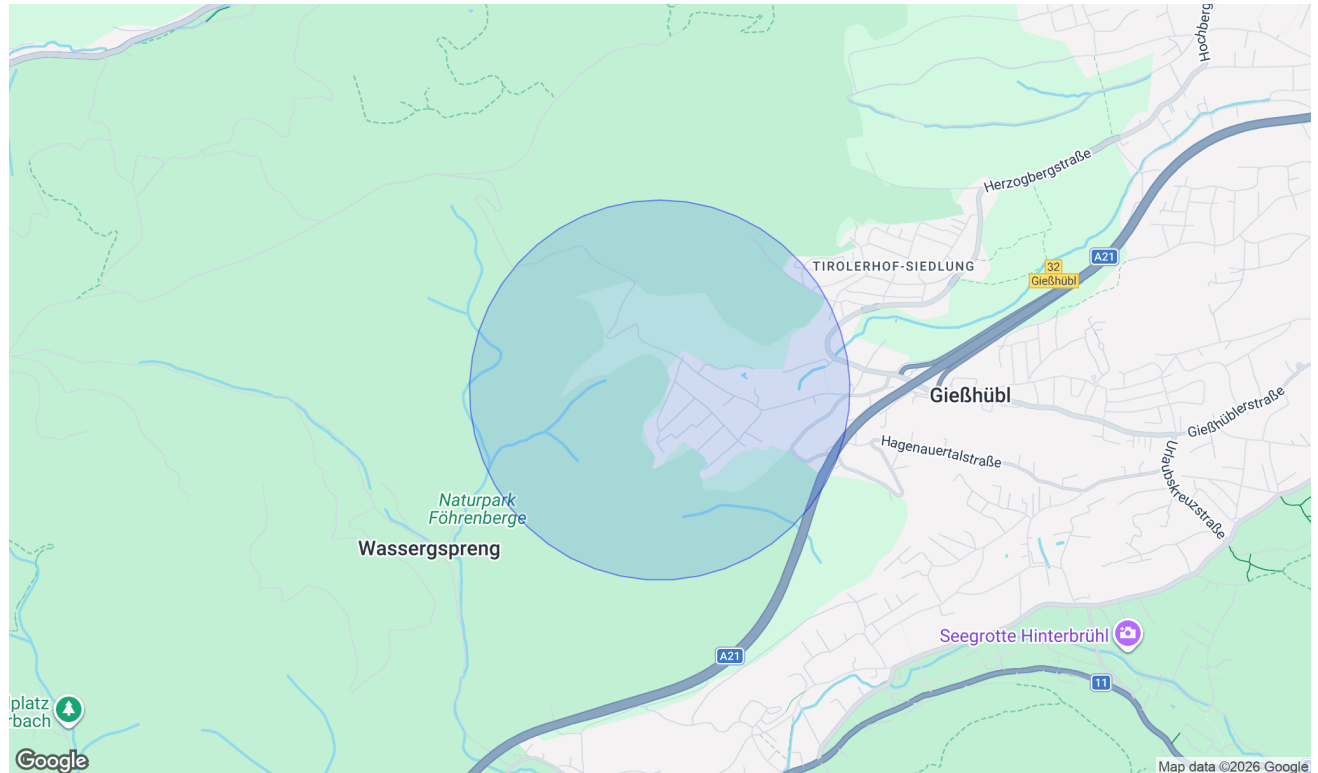 Hochberg
Herzogbergstraße
TIROLERHOF-SIEDLUNG
A21
32
Gießhübl
Gießhübl
Gießhüblerstraße
Hagenauertalstraße
Urlaubskreuzstraße
Naturpark
Föhrenberge
Wassergspreng
Seegrotte Hinterbrühl
A21
11
lplatz
rbach
Google
Map data ©2026 Google